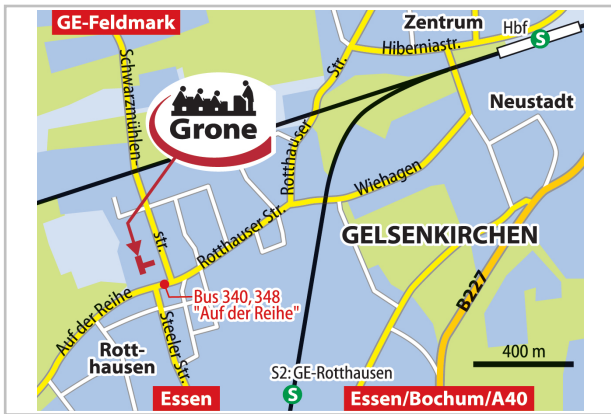 GE-Feldmark
Zentrum
Hbf
S
Hiberniastr.
Neustadt
Schwarzmühlen-
str.
Grone
Rotthauser
Str.
Wiehagen
Rotthauser Str.
GELSENKIRCHEN
B227
Bus 340, 348
"Auf der Reihe"
Auf der Reihe
Steeler Str.
Rott-
hausen
400 m
S2: GE-Rotthausen
S
Essen
Essen/Bochum/A40